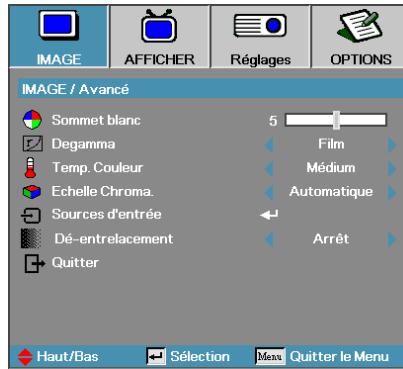 IMAGE AFFICHER Réglages OPTIONS
IMAGE / Avancé
Sommet blanc 5
Degamma Film
Temp. Couleur Médium
Echelle Chroma. Automatique
Sources d'entrée
Dé-entrelacement Arrêt
Quitter
Haut/Bas Sélection Menu Quitter le Menu